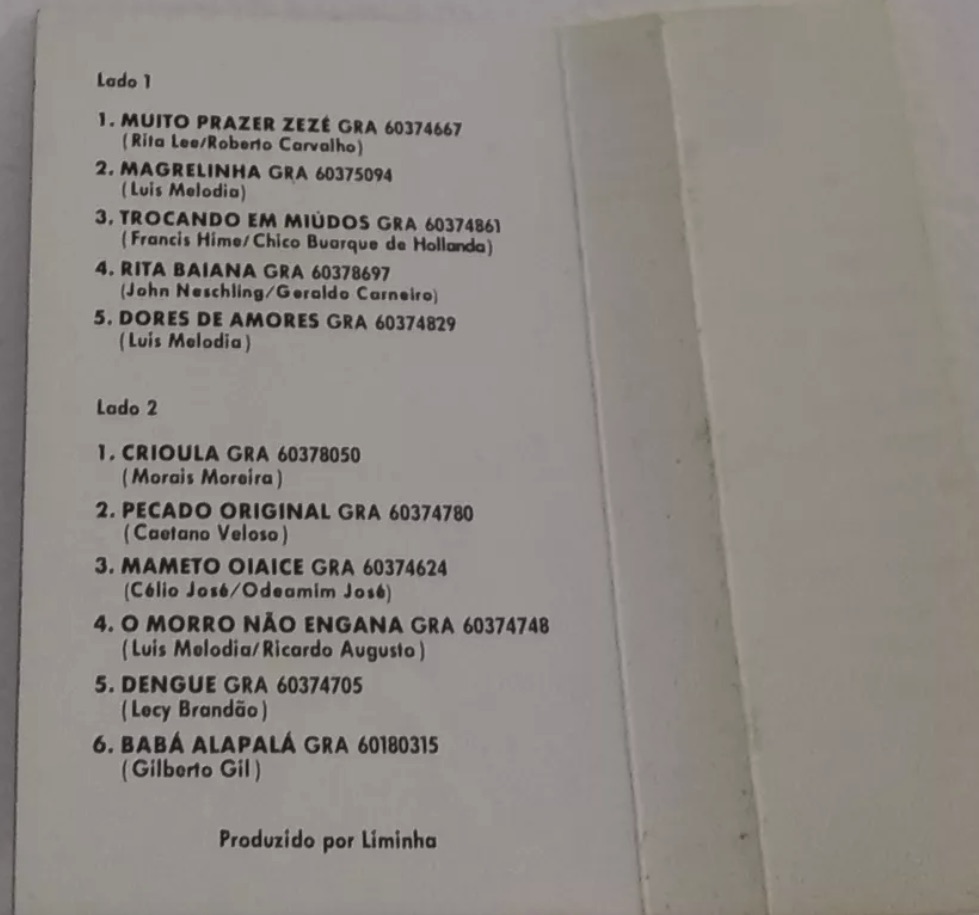 Lado 1
1. MUITO PRAZER ZEZÉ GRA 60374667
(Rita Lee/Roberto Carvalho)
2. MAGRELINHA GRA 60375094
(Luis Melodia)
3. TROCANDO EM MIÚDOS GRA 60374861
(Francis Hime/Chico Buarque de Hollanda)
4. RITA BAIANA GRA 60378697
(John Neschling/Geraldo Carneiro)
5. DORES DE AMORES GRA 60374829
(Luis Melodia)
Lado 2
1. CRIOULA GRA 60378050
(Morais Moreira)
2. PECADO ORIGINAL GRA 60374780
(Caetano Veloso)
3. MAMETO OIAICE GRA 60374624
(Célio José/Odeamim José)
4. O MORRO NÃO ENGANA GRA 60374748
(Luis Melodia/Ricardo Augusto)
5. DENGUE GRA 60374705
(Lecy Brandão)
6. BABÁ ALAPALÁ GRA 60180315
(Gilberto Gil)
Produzido por Liminha